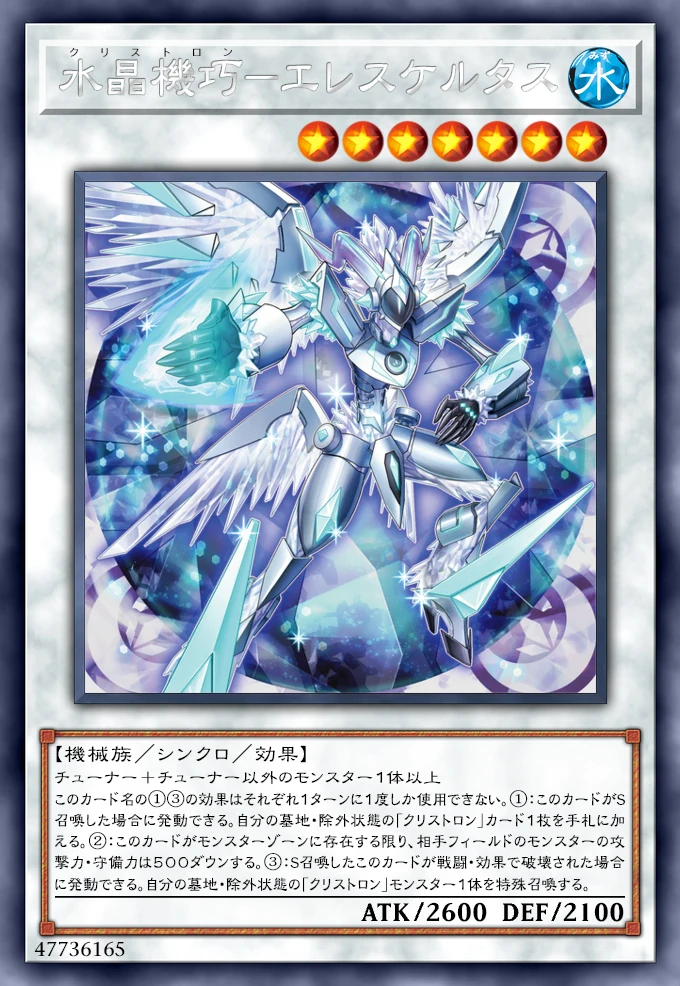 クリストロン
水晶機巧－エレスケルタス
みず
水
【機械族／シンクロ／効果】
チューナー＋チューナー以外のモンスター１体以上
このカード名の①③の効果はそれぞれ１ターンに１度しか使用できない。①：このカードがS
召喚した場合に発動できる。自分の墓地・除外状態の「クリストロン」カード１枚を手札に加
える。②：このカードがモンスターゾーンに存在する限り、相手フィールドのモンスターの攻
撃力・守備力は５００ダウンする。③：S召喚したこのカードが戦闘・効果で破壊された場合
に発動できる。自分の墓地・除外状態の「クリストロン」モンスター１体を特殊召喚する。
ATK/2600 DEF/2100
47736165